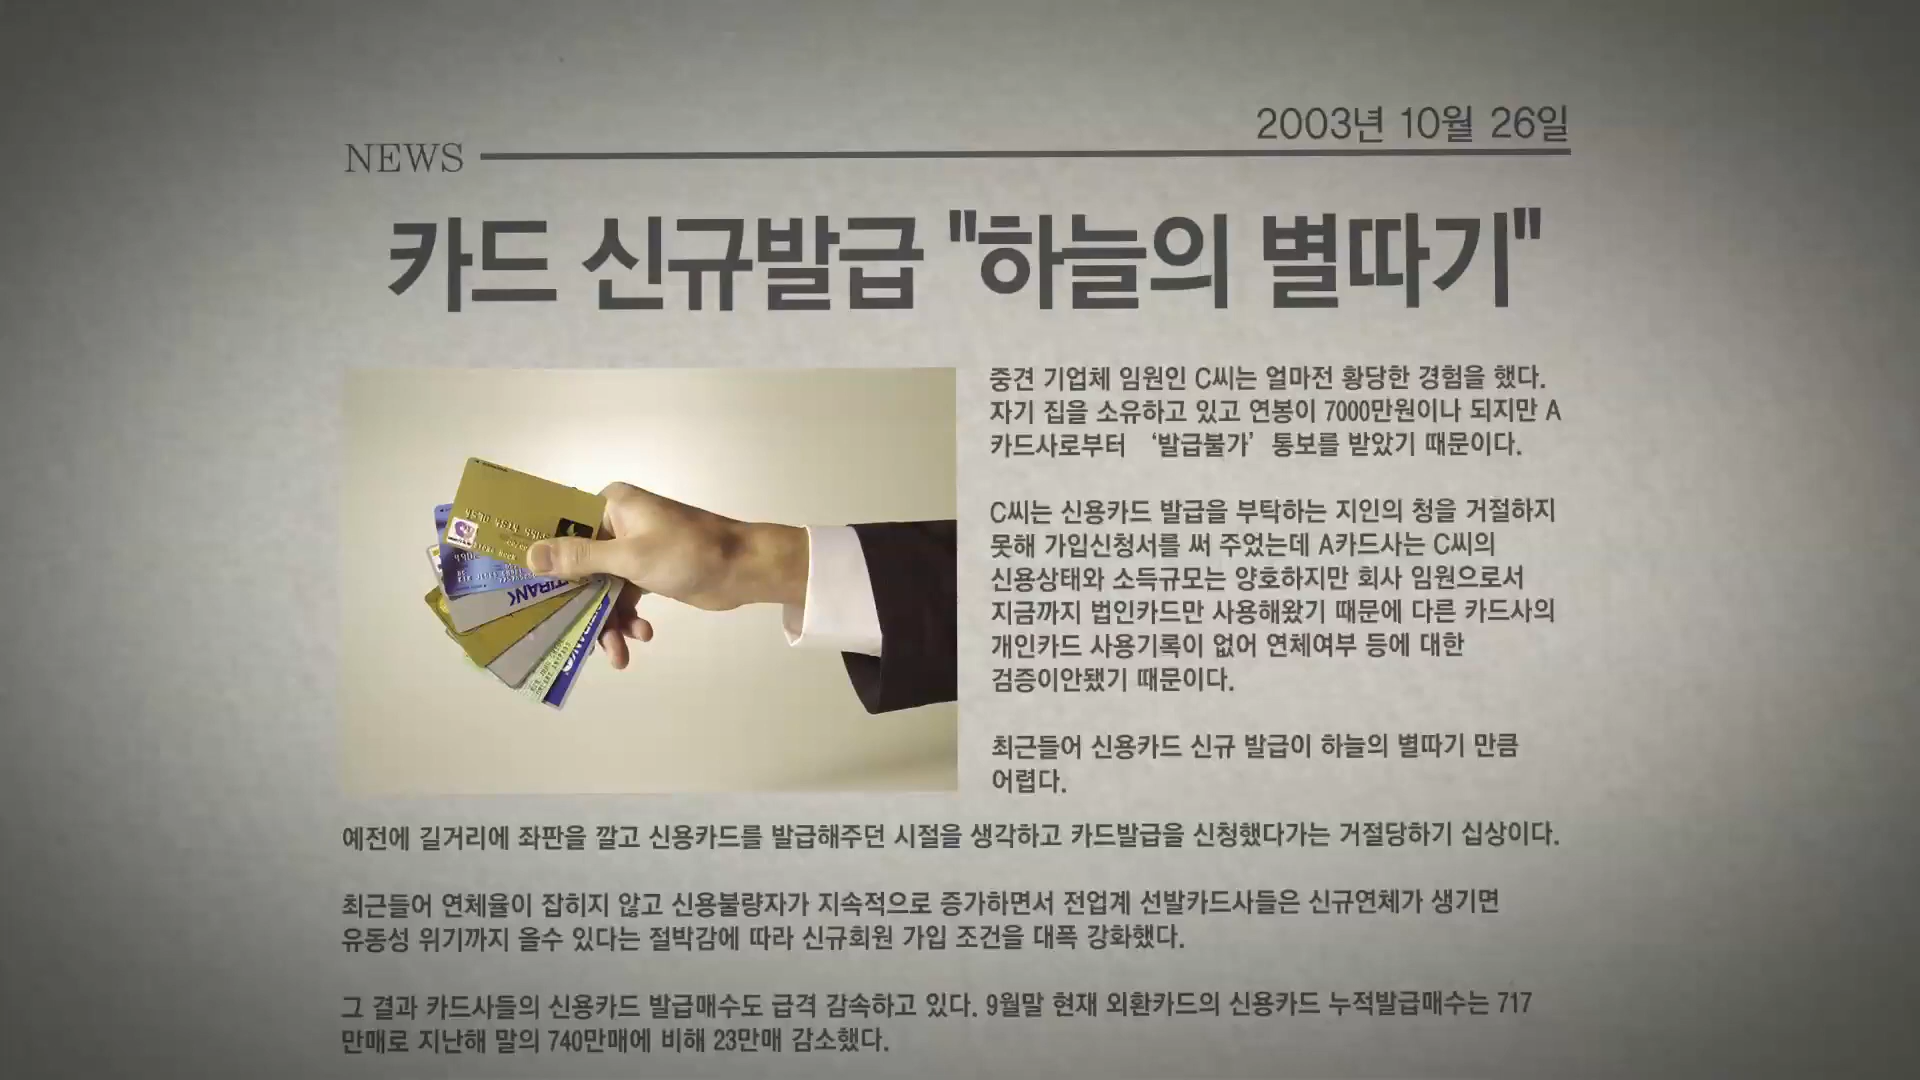 2003년 10월 26일
NEWS
카드 신규발급 "하늘의 별따기"
중견 기업체 임원인 C씨는 얼마전 황당한 경험을 했다.
자기 집을 소유하고 있고 연봉이 7000만원이나 되지만 A
카드사로부터 ‘발급불가’ 통보를 받았기 때문이다.
C씨는 신용카드 발급을 부탁하는 지인의 청을 거절하지
못해 가입신청서를 써 주었는데 A카드사는 C씨의
신용상태와 소득규모는 양호하지만 회사 임원으로서
지금까지 법인카드만 사용해왔기 때문에 다른 카드사의
개인카드 사용기록이 없어 연체여부 등에 대한
검증이안됐기 때문이다.
최근들어 신용카드 신규 발급이 하늘의 별따기 만큼
어렵다.
예전에 길거리에 좌판을 깔고 신용카드를 발급해주던 시절을 생각하고 카드발급을 신청했다가는 거절당하기 십상이다.
최근들어 연체율이 잡히지 않고 신용불량자가 지속적으로 증가하면서 전업계 선발카드사들은 신규연체가 생기면
유동성 위기까지 올수 있다는 절박감에 따라 신규회원 가입 조건을 대폭 강화했다.
그 결과 카드사들의 신용카드 발급매수도 급격 감속하고 있다. 9월말 현재 외환카드의 신용카드 누적발급매수는 717
만매로 지난해 말의 740만매에 비해 23만매 감소했다.